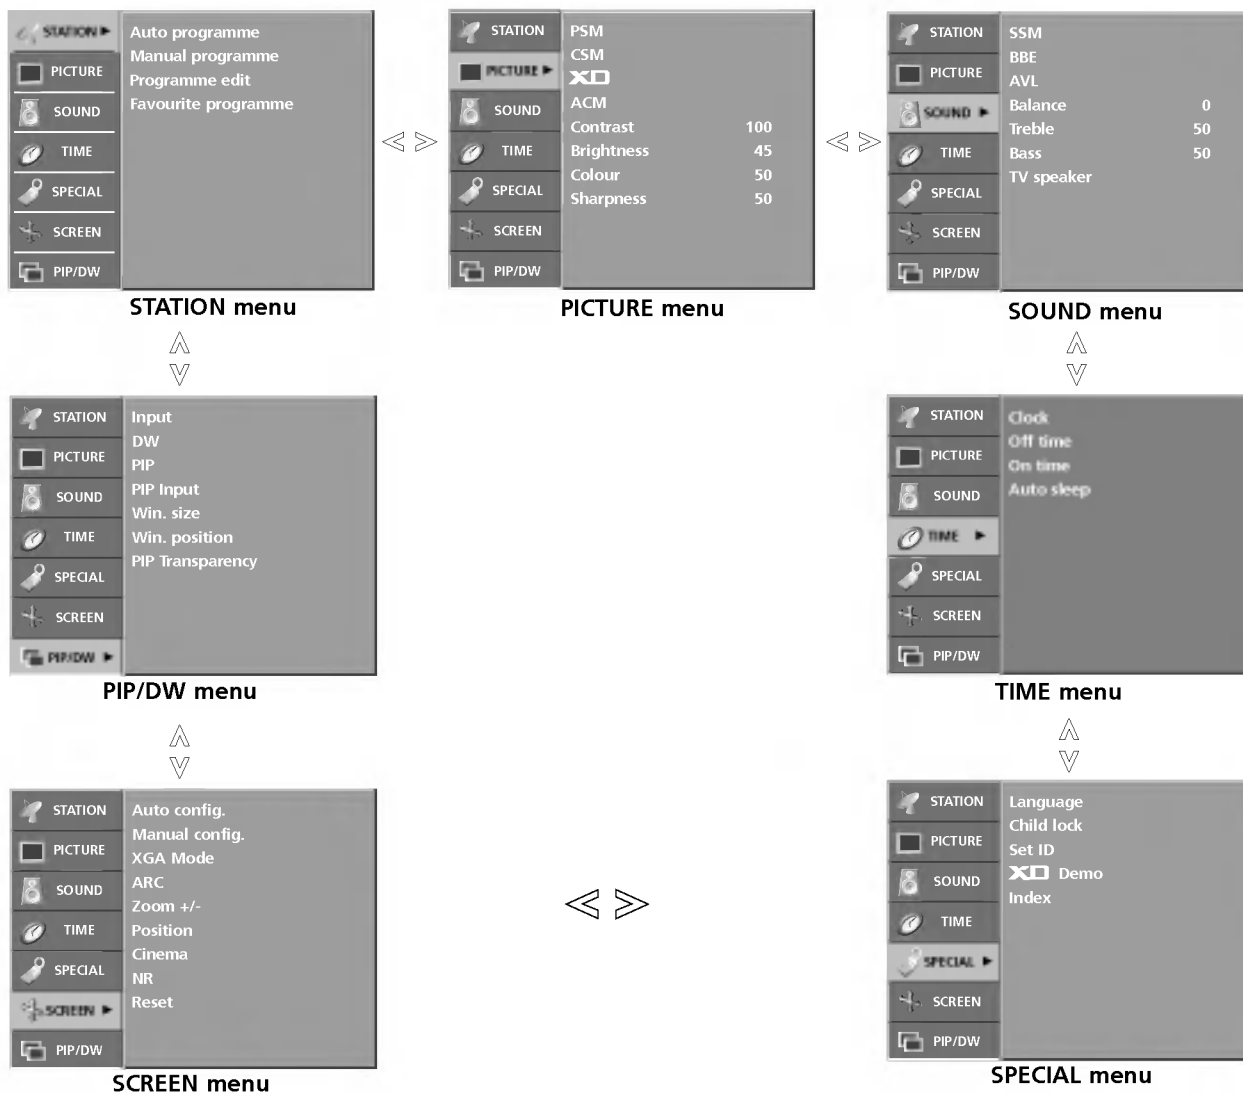 STATION
PICTURE
SOUND
TIME
SPECIAL
SCREEN
PIP/DW
Auto programme
Manual programme
Programme edit
Favourite programme
STATION menu
STATION
PICTURE
SOUND
TIME
SPECIAL
SCREEN
PIP/DW
PSM
CSM
XD
ACM
Contrast 100
Brightness 45
Colour 50
Sharpness 50
PICTURE menu
STATION
PICTURE
SOUND
TIME
SPECIAL
SCREEN
PIP/DW
SSM
BBE
AVL
Balance 0
Treble 50
Bass 50
TV speaker
SOUND menu
STATION
PICTURE
SOUND
TIME
SPECIAL
SCREEN
PIP/DW
Input
DW
PIP
PIP Input
Win. size
Win. position
PIP Transparency
PIP/DW menu
STATION
PICTURE
SOUND
TIME
SPECIAL
SCREEN
PIP/DW
Clock
Off time
On time
Auto sleep
TIME menu
STATION
PICTURE
SOUND
TIME
SPECIAL
SCREEN
PIP/DW
Auto config.
Manual config.
XGA Mode
ARC
Zoom +/-
Position
Cinema
NR
Reset
SCREEN menu
STATION
PICTURE
SOUND
TIME
SPECIAL
SCREEN
PIP/DW
Language
Child lock
Set ID
XD Demo
Index
SPECIAL menu